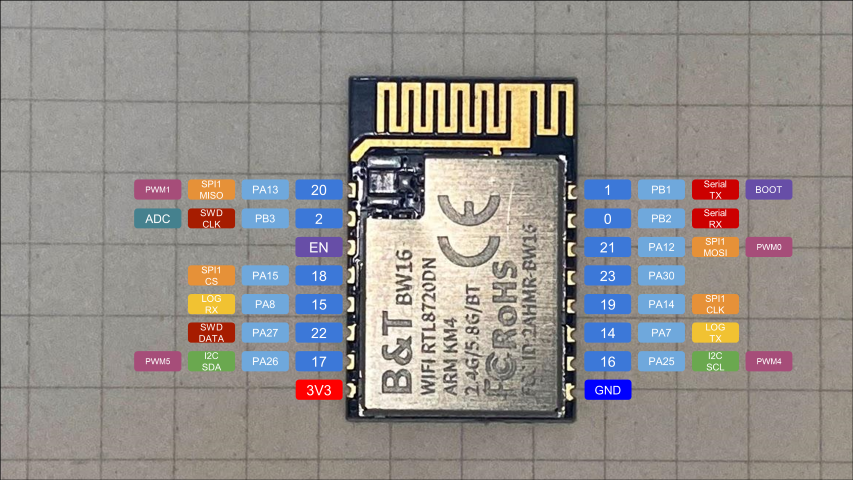 PWM1 SPI1 MISO PA13 20
ADC SWD CLK PB3 2
EN
SPI1 CS PA15 18
LOG RX PA8 15
SWD DATA PA27 22
PWM5 I2C SDA PA26 17
3V3
1 PB1 Serial TX BOOT
0 PB2 Serial RX
21 PA12 SPI1 MOSI PWM0
23 PA30
19 PA14 SPI1 CLK
14 PA7 LOG TX
16 PA25 I2C SCL PWM4
GND
B&T BW16
WIFI RTL8720DN
ARM KM4
2.4G/5.8G/BT
CE
FC RoHS
FCC ID:2AHMR-BW16